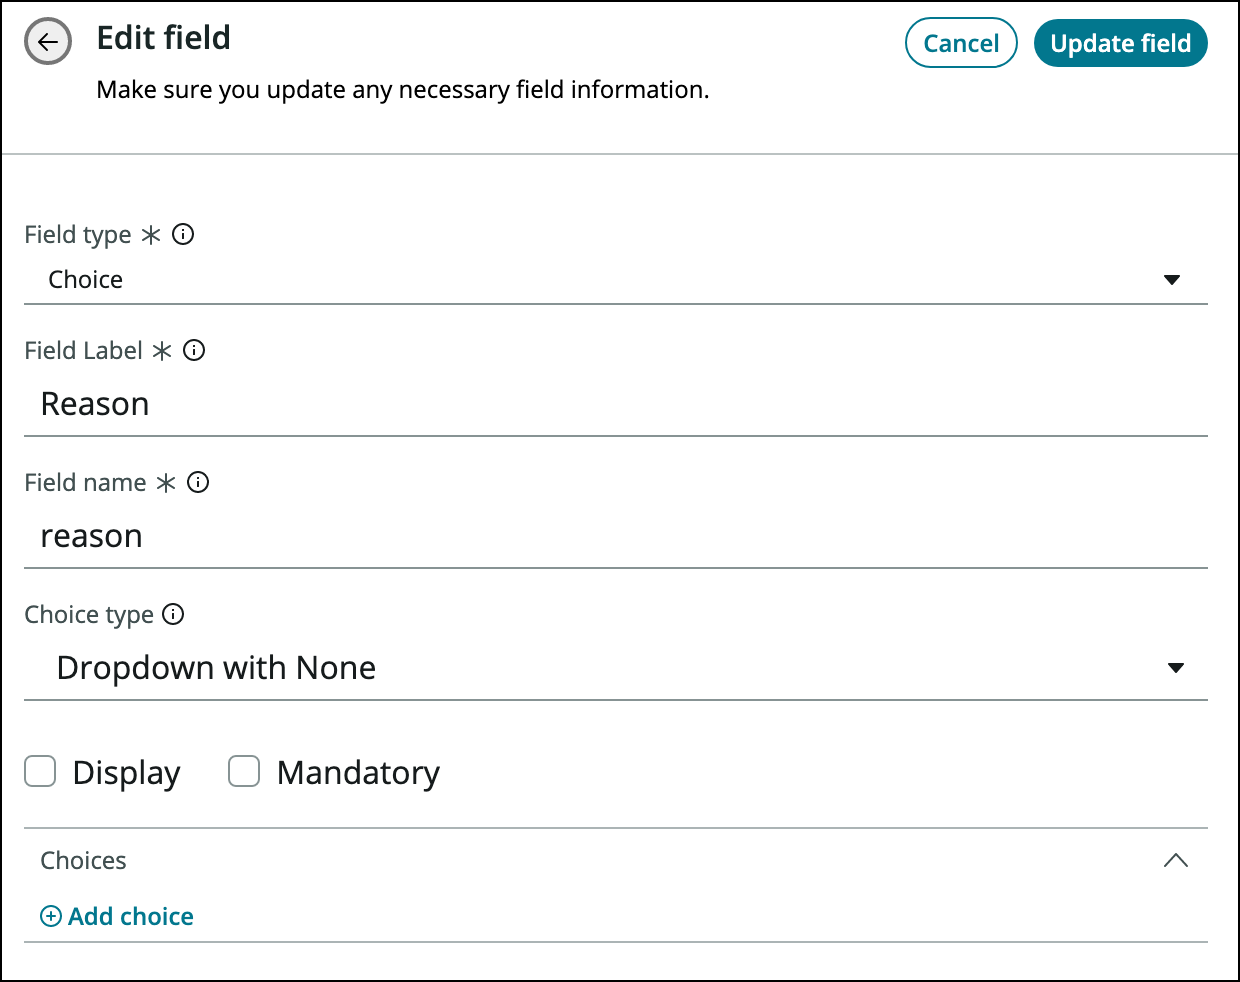 Edit field
Cancel
Update field
Make sure you update any necessary field information.
Field type *
Choice
Field Label *
Reason
Field name *
reason
Choice type
Dropdown with None
Display
Mandatory
Choices
Add choice